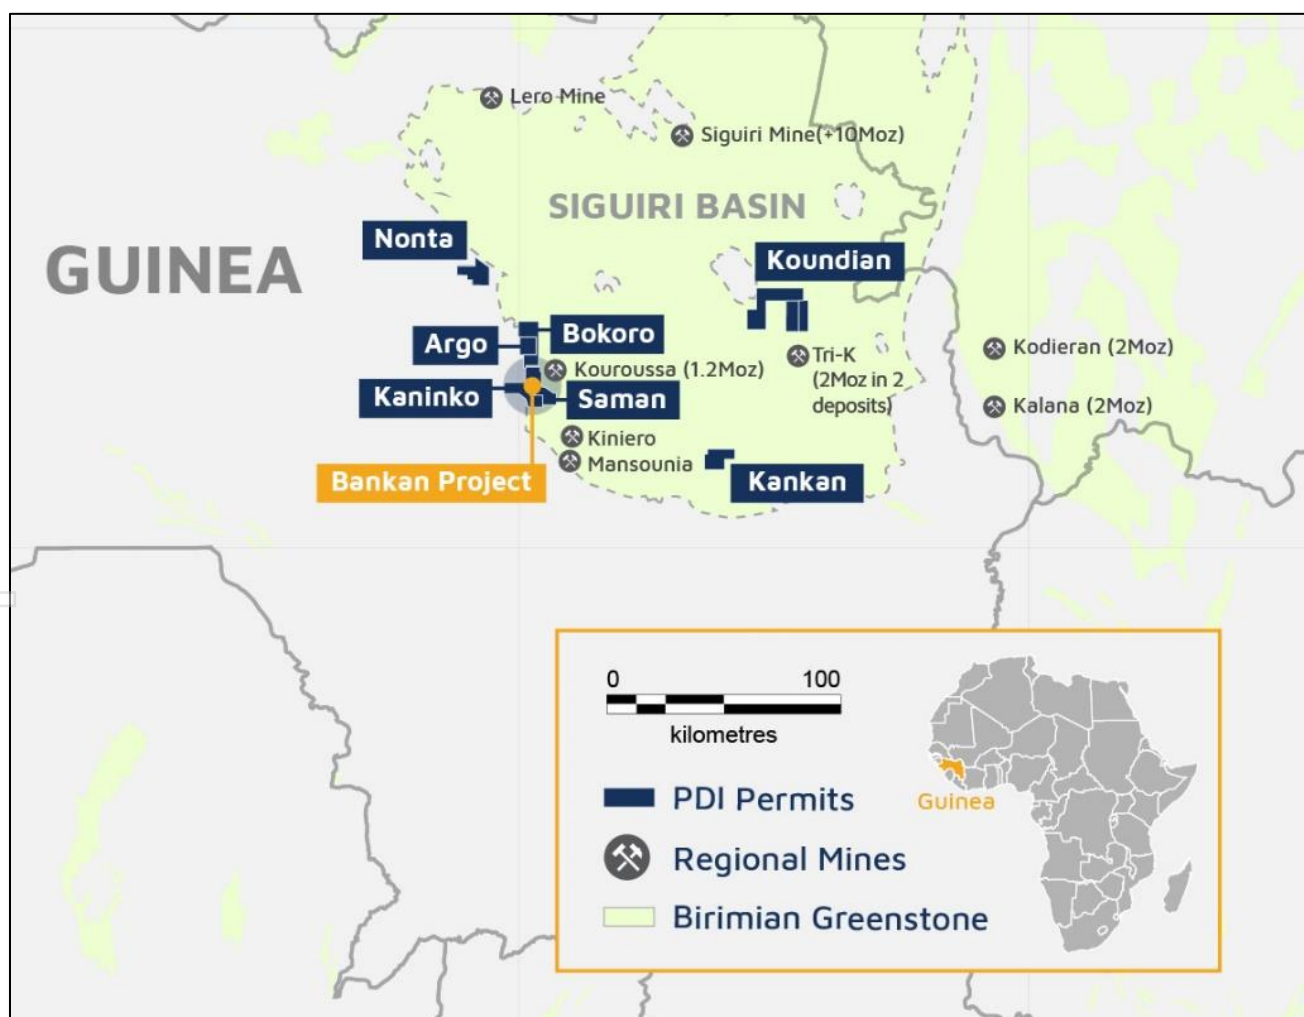 Lero Mine
Siguiri Mine(+10Moz)
SIGUIRI BASIN
Nonta
GUINEA
Koundian
Bokoro
Argo
Kodieran (2Moz)
Tri-K
(2Moz in 2
deposits)
Kouroussa (1.2Moz)
Kaninko
Saman
Kalana (2Moz)
Kiniero
Mansounia
Bankan Project
Kankan
0 100
kilometres
PDI Permits
Guinea
Regional Mines
Birimian Greenstone